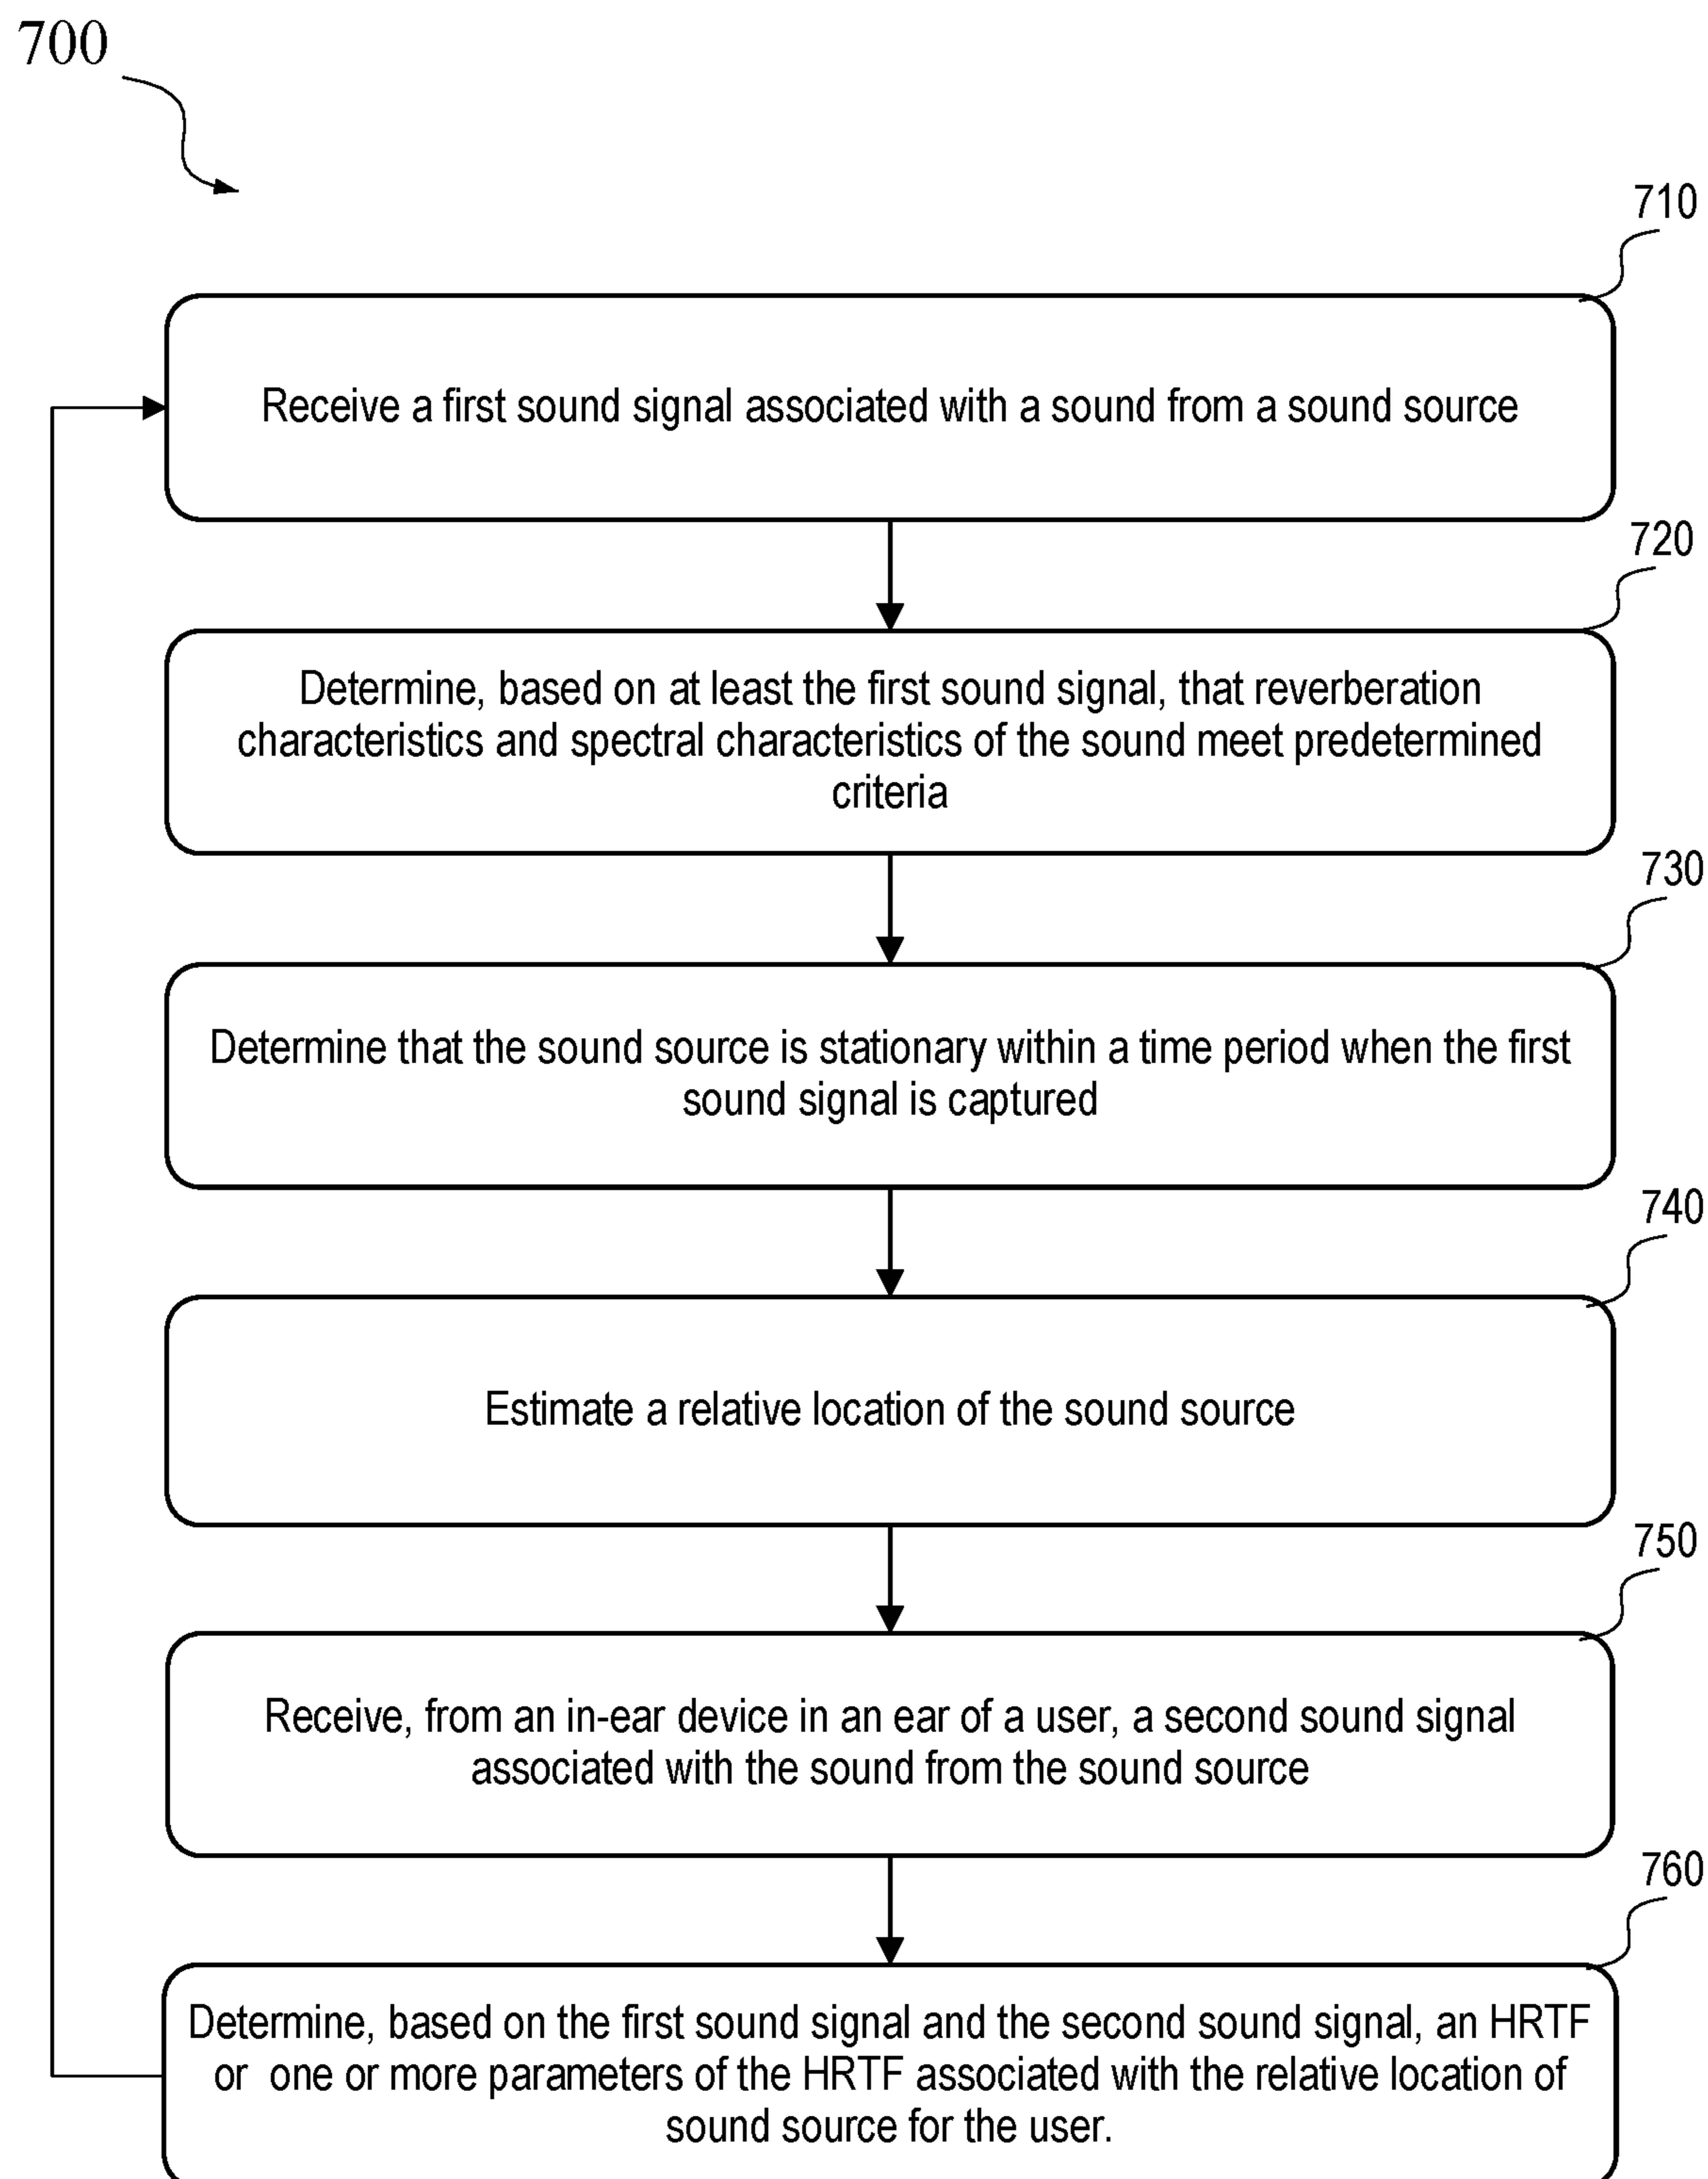 700
710
Receive a first sound signal associated with a sound from a sound source
720
Determine, based on at least the first sound signal, that reverberation
characteristics and spectral characteristics of the sound meet predetermined
criteria
730
Determine that the sound source is stationary within a time period when the first
sound signal is captured
740
Estimate a relative location of the sound source
750
Receive, from an in-ear device in an ear of a user, a second sound signal
associated with the sound from the sound source
760
Determine, based on the first sound signal and the second sound signal, an HRTF
or one or more parameters of the HRTF associated with the relative location of
sound source for the user.